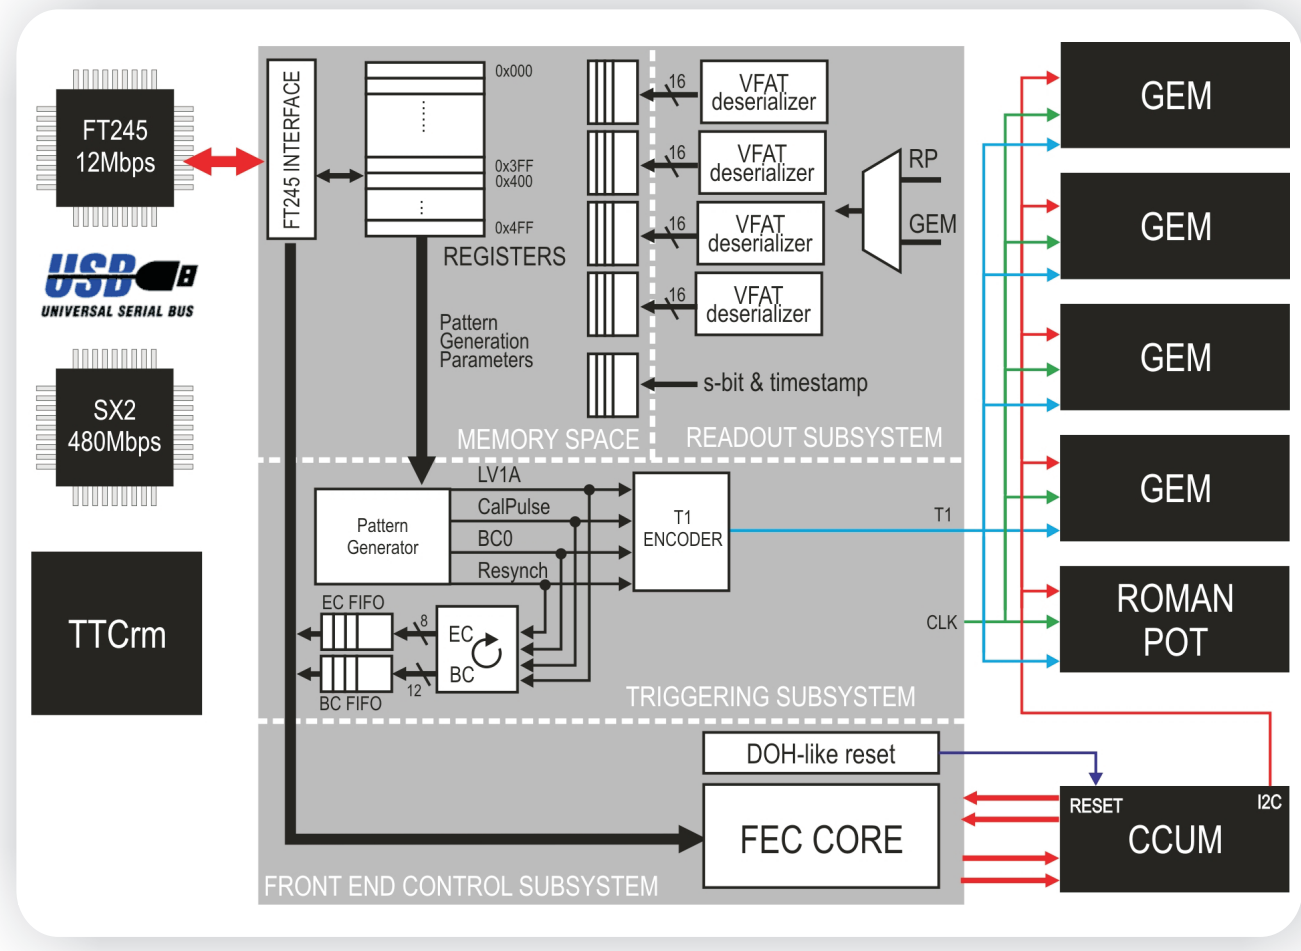 FT245
12Mbps
USB
UNIVERSAL SERIAL BUS
SX2
480Mbps
TTCrm
FT245 INTERFACE
0x000
0x3FF
0x400
0x4FF
REGISTERS
Pattern
Generation
Parameters
16
VFAT
deserializer
16
VFAT
deserializer
16
VFAT
deserializer
16
VFAT
deserializer
RP
GEM
s-bit & timestamp
MEMORY SPACE
READOUT SUBSYSTEM
Pattern
Generator
LV1A
CalPulse
BC0
Resynch
T1
ENCODER
T1
CLK
EC FIFO
8
EC
BC
12
BC FIFO
TRIGGERING SUBSYSTEM
DOH-like reset
FEC CORE
FRONT END CONTROL SUBSYSTEM
GEM
GEM
GEM
GEM
ROMAN
POT
RESET
I2C
CCUM